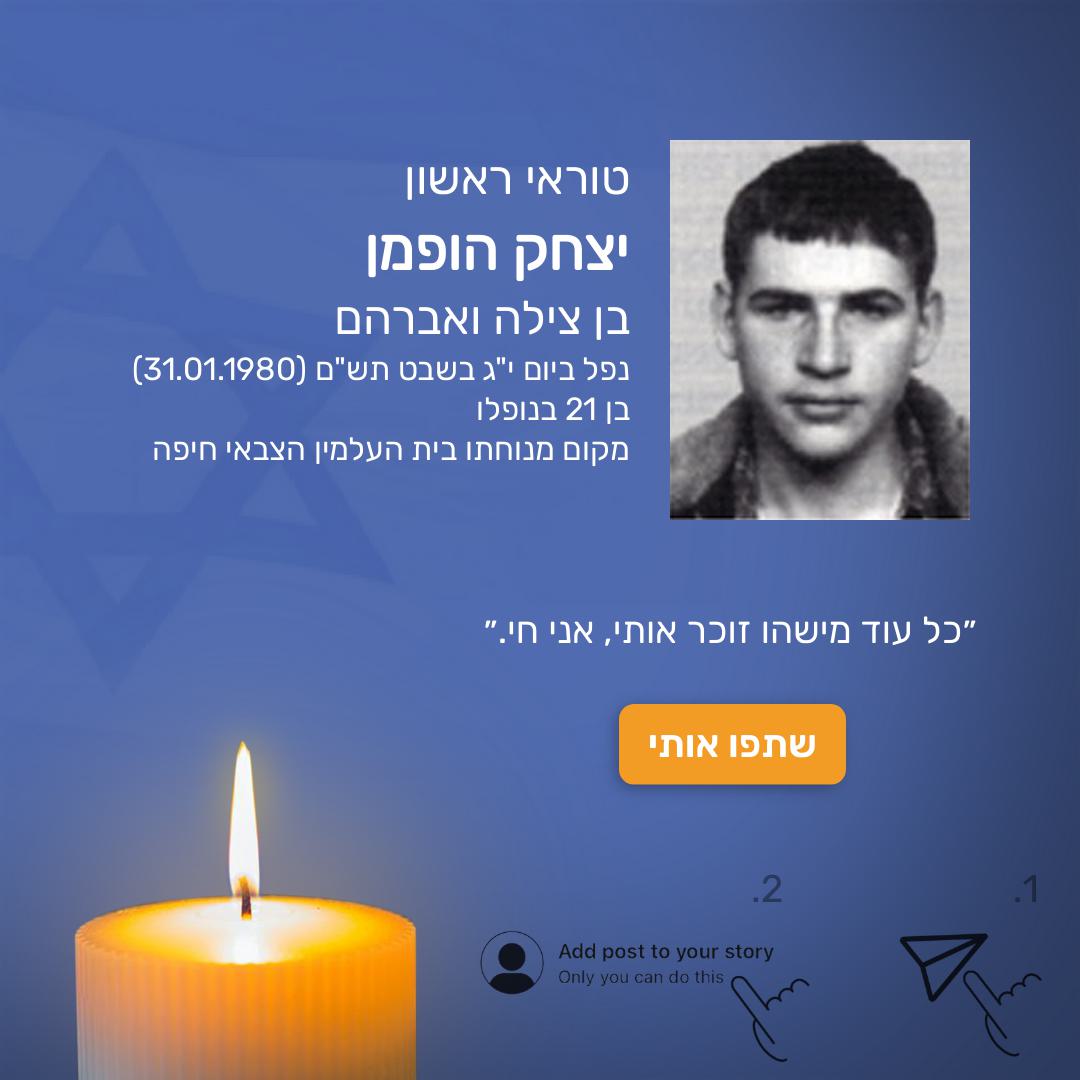 טוראי ראשון
יצחק הופמן
בן צילה ואברהם
נפל ביום י"ג בשבט תש"ם (31.01.1980)
בן 21 בנופלו
מקום מנוחתו בית העלמין הצבאי חיפה
״כל עוד מישהו זוכר אותי, אני חי.״
שתפו אותי
.1
.2
Add post to your story
Only you can do this